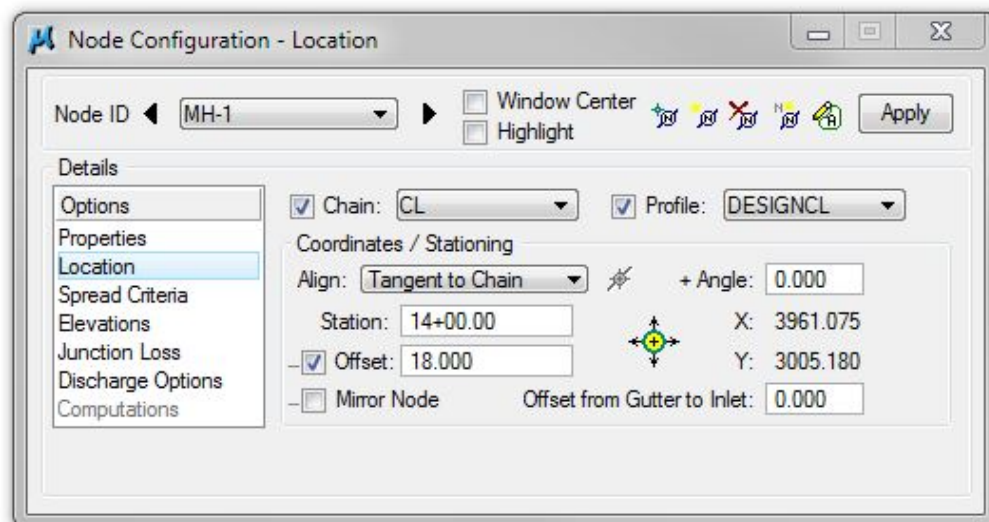 Node Configuration - Location
Node ID MH-1 Window Center Apply
Highlight
Details
Options
Properties
Location
Spread Criteria
Elevations
Junction Loss
Discharge Options
Computations
Chain: CL Profile: DESIGNCL
Coordinates / Stationing
Align: Tangent to Chain + Angle: 0.000
Station: 14+00.00 X: 3961.075
Offset: 18.000 Y: 3005.180
Mirror Node Offset from Gutter to Inlet: 0.000